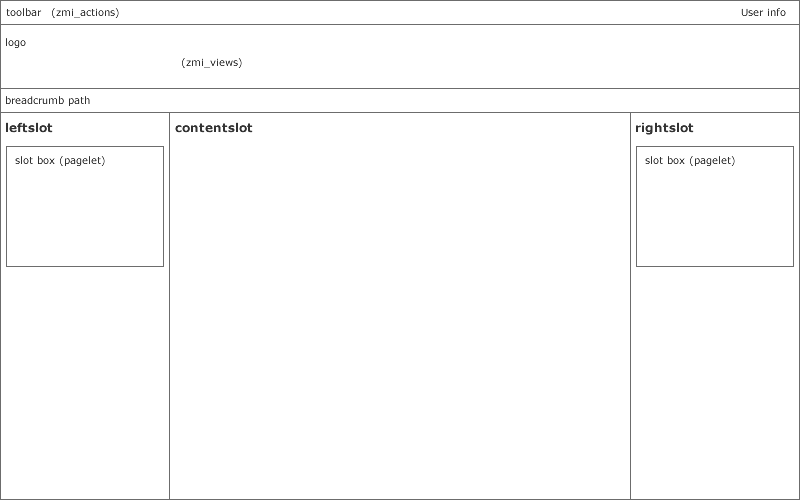 toolbar (zmi_actions) User info
logo
(zmi_views)
breadcrumb path
leftslot contentslot rightslot
slot box (pagelet) slot box (pagelet)